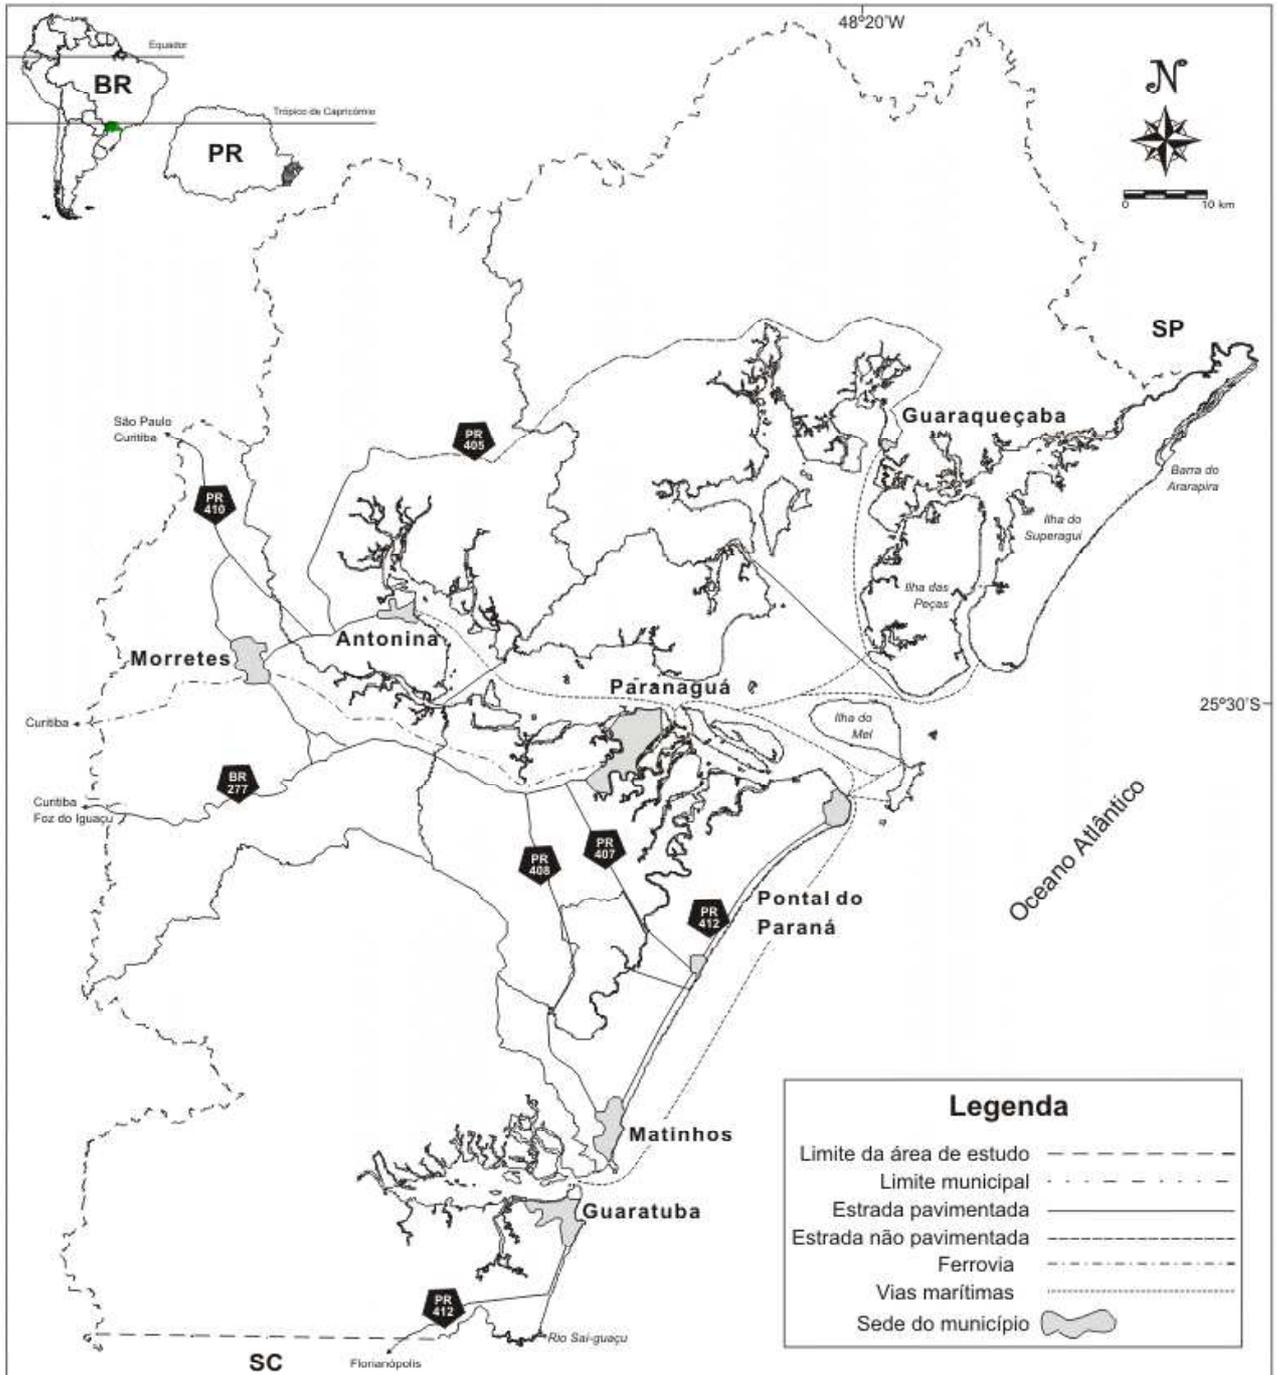 48°20'W
Equador
BR
Trópico de Capricórnio
PR
N
0 10 km
SP
São Paulo
Curitiba
PR
405
Guaraqueçaba
PR
410
Barra do
Ararapira
Ilha do
Superagui
Ilha das
Peças
Antonina
Morretes
Paranaguá
25°30'S
Curitiba
Ilha do
Mel
BR
277
Curitiba
Foz do Iguaçu
Oceano Atlântico
PR
408
PR
407
PR
412
Pontal do
Paraná
Matinhos
Guaratuba
PR
412
Rio Saí-guaçu
SC
Florianópolis
Legenda
Limite da área de estudo
Limite municipal
Estrada pavimentada
Estrada não pavimentada
Ferrovia
Vias marítimas
Sede do município